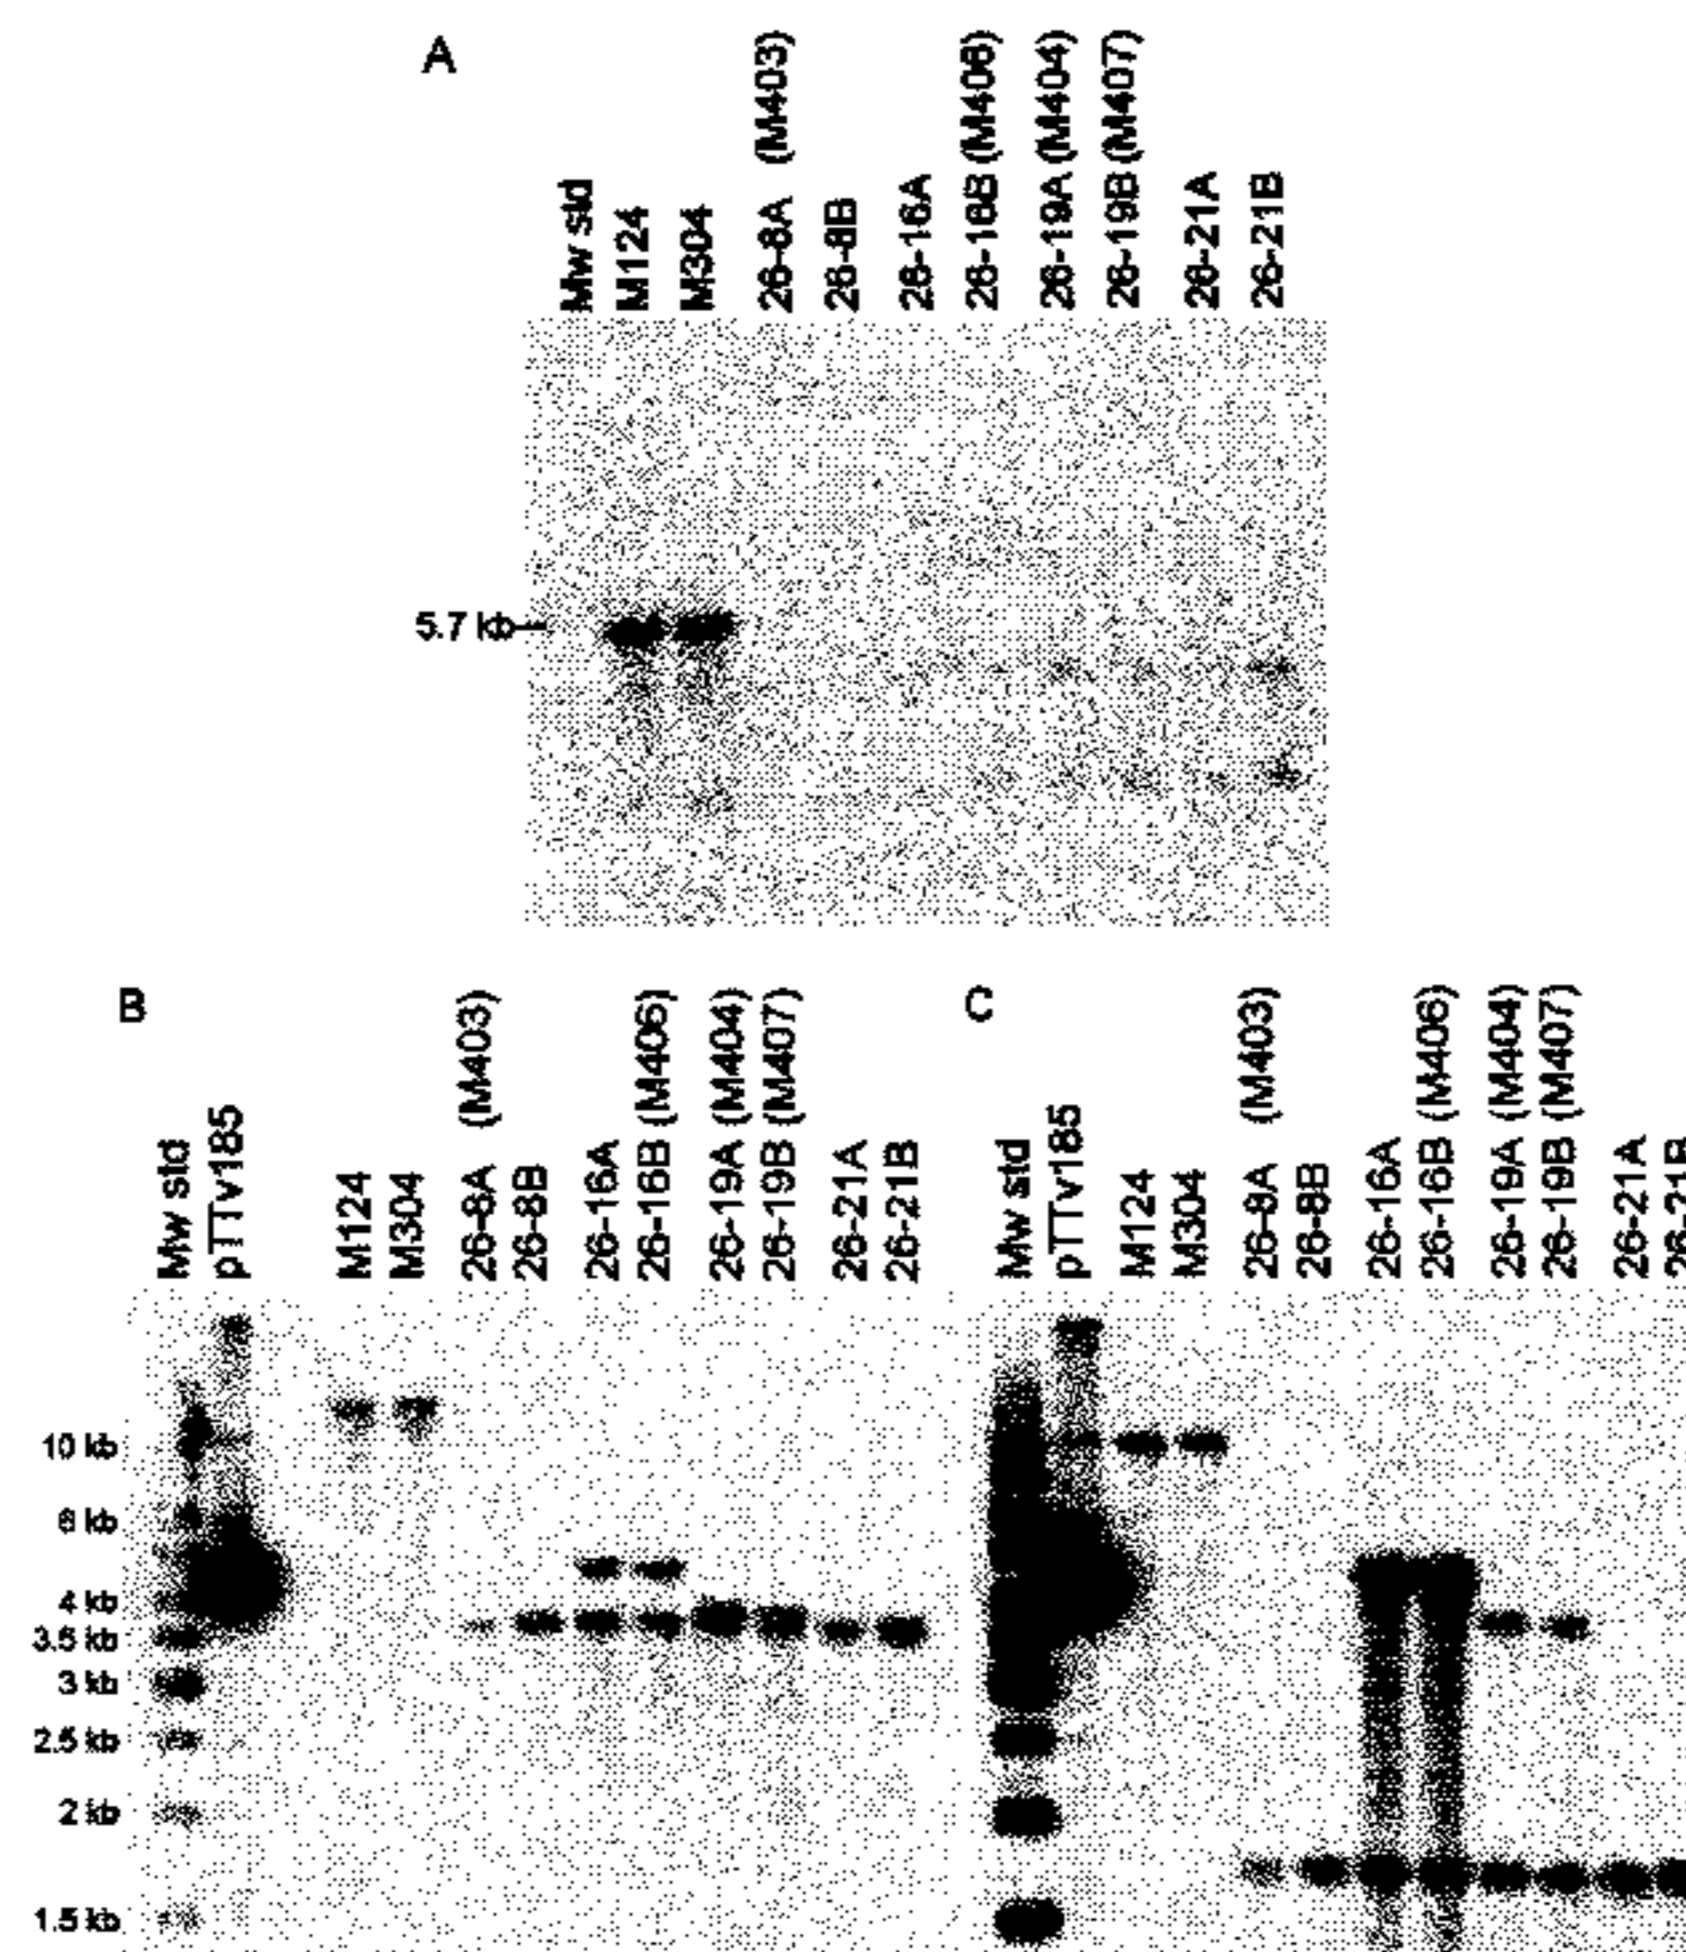 A
Mw std
M124
M304
26-8A (M403)
26-8B
26-16A
26-16B (M406)
26-19A (M404)
26-19B (M407)
26-21A
26-21B
5.7 kb
B
Mw std
pTTv185
M124
M304
26-8A (M403)
26-8B
26-16A
26-16B (M406)
26-19A (M404)
26-19B (M407)
26-21A
26-21B
10 kb
6 kb
4 kb
3.5 kb
3 kb
2.5 kb
2 kb
1.5 kb
C
Mw std
pTTv185
M124
M304
26-8A (M403)
26-8B
26-16A
26-16B (M406)
26-19A (M404)
26-19B (M407)
26-21A
26-21B